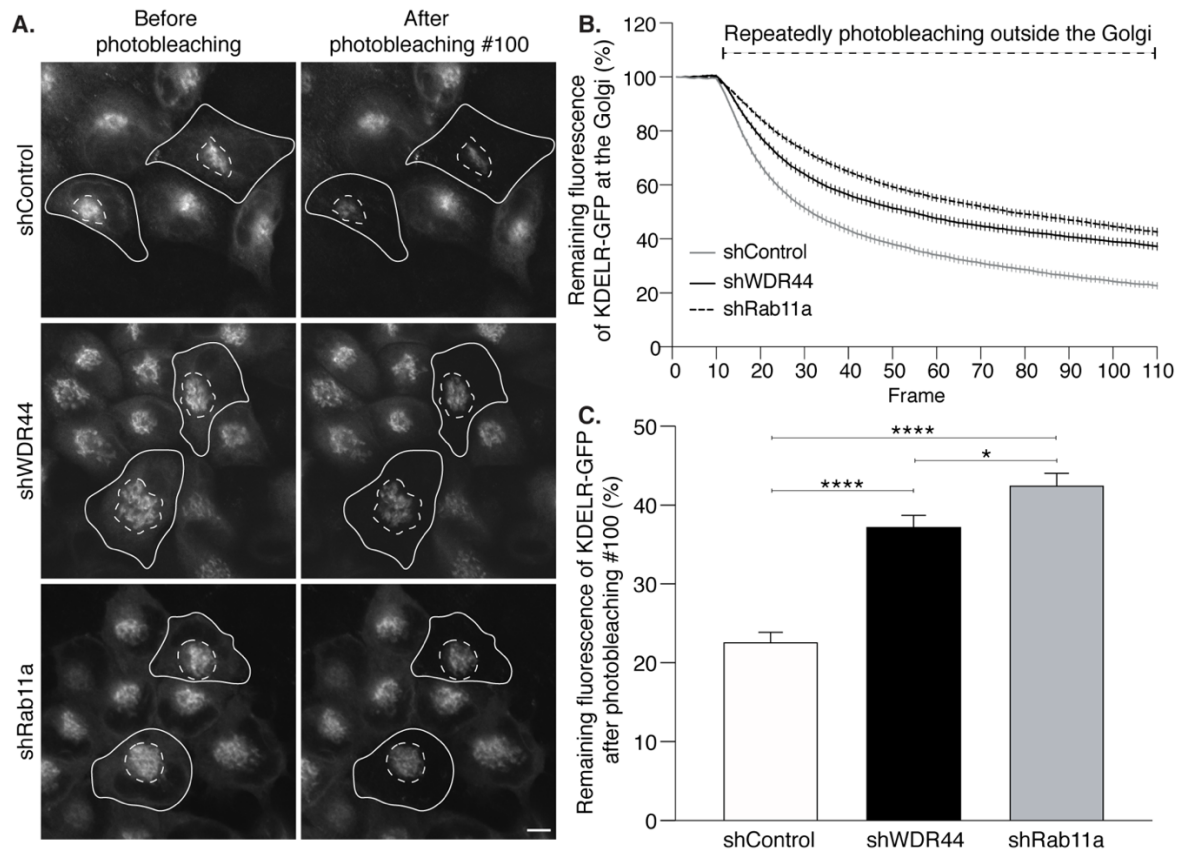 A.
Before
photobleaching
After
photobleaching #100
shControl
shWDR44
shRab11a
B.
Remaining fluorescence
of KDELR-GFP at the Golgi (%)
Repeatedly photobleaching outside the Golgi
120
100
80
60
40
20
0
shControl
shWDR44
shRab11a
0 10 20 30 40 50 60 70 80 90 100 110
Frame
C.
Remaining fluorescence of KDELR-GFP
after photobleaching #100 (%)
50
40
30
20
10
0
****
*
****
shControl shWDR44 shRab11a